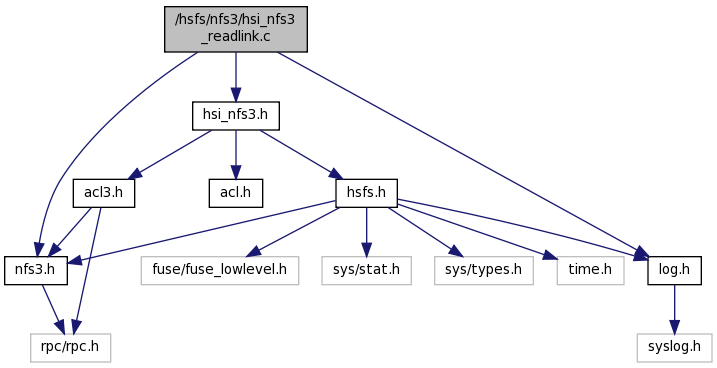 /hsfs/nfs3/hsi_nfs3
_readlink.c
hsi_nfs3.h
acl3.h
acl.h
hsfs.h
nfs3.h
fuse/fuse_lowlevel.h
sys/stat.h
sys/types.h
time.h
log.h
rpc/rpc.h
syslog.h